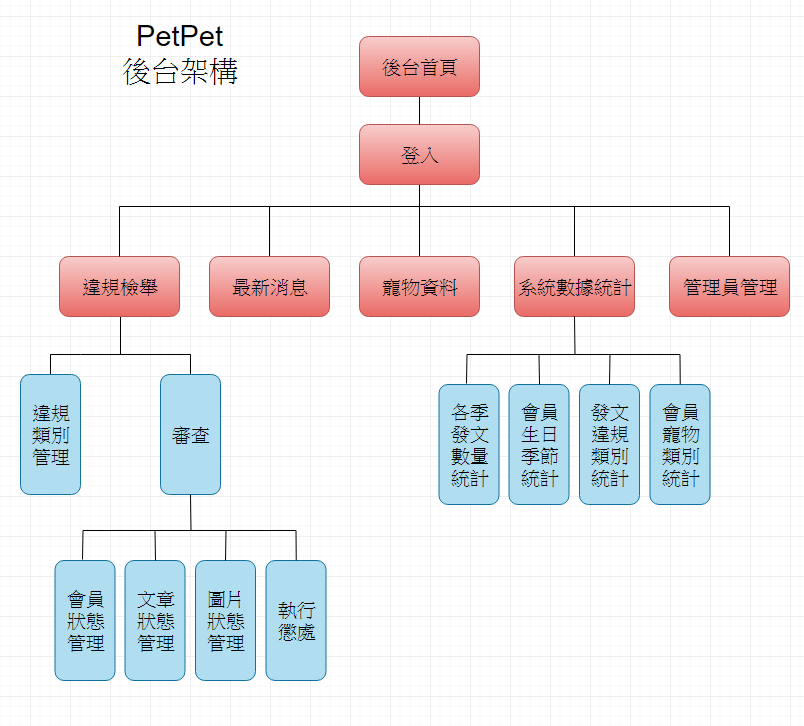 PetPet
後台架構
後台首頁
登入
違規檢舉
最新消息
寵物資料
系統數據統計
管理員管理
違規
類別
管理
審查
各季
發文
數量
統計
會員
生日
季節
統計
發文
違規
類別
統計
會員
寵物
類別
統計
會員
狀態
管理
文章
狀態
管理
圖片
狀態
管理
執行
懲處